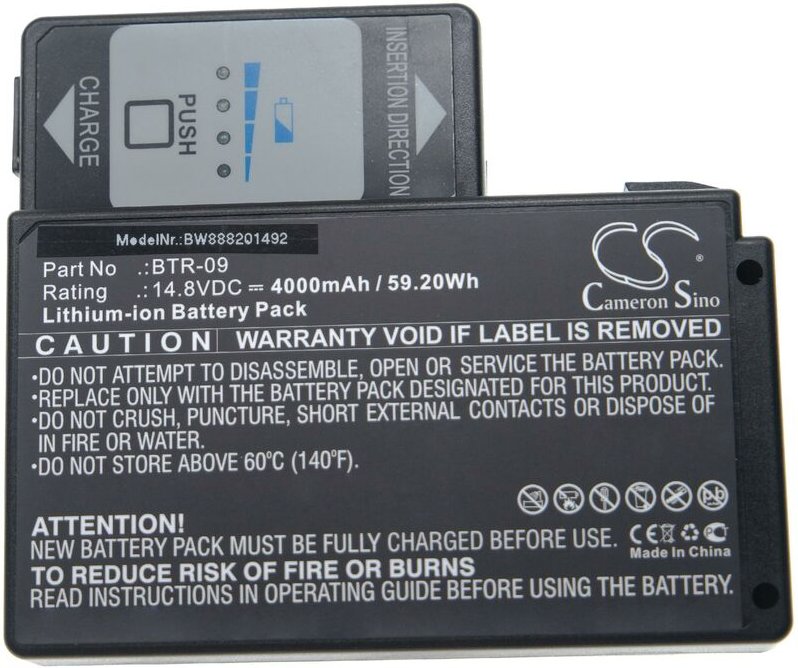 CHARGE
PUSH
INSERTION DIRECTION
ModelNr.:BW888201492
Part No .:BTR-09
Rating .:14.8VDC⎓ 4000mAh / 59.20Wh
Lithium-ion Battery Pack
CS
®
Cameron Sino
CAUTION WARRANTY VOID IF LABEL IS REMOVED
•DO NOT ATTEMPT TO DISASSEMBLE, OPEN OR SERVICE THE BATTERY PACK.
•REPLACE ONLY WITH THE BATTERY PACK DESIGNATED FOR THIS PRODUCT.
•DO NOT CRUSH, PUNCTURE, SHORT EXTERNAL CONTACTS OR DISPOSE OF
IN FIRE OR WATER.
•DO NOT STORE ABOVE 60ºC (140ºF).
Pb
ATTENTION!
NEW BATTERY PACK MUST BE FULLY CHARGED BEFORE USE.
CE
Made In China
TO REDUCE RISK OF FIRE OR BURNS
READ INSTRUCTIONS IN OPERATING GUIDE BEFORE USING THE BATTERY.